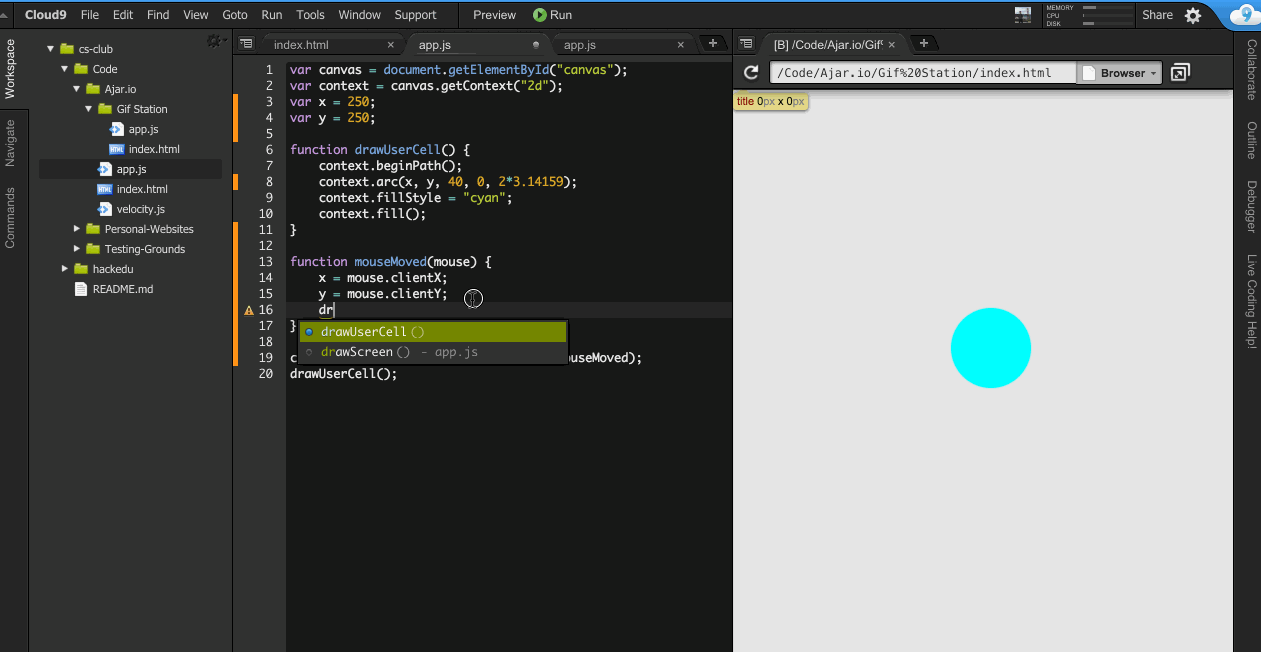 Cloud9 File Edit Find View Goto Run Tools Window Support Preview Run MEMORY CPU DISK Share
Workspace
Navigate
Commands
cs-club
Code
Ajar.io
Gif Station
app.js
index.html
app.js
index.html
velocity.js
Personal-Websites
Testing-Grounds
hackedu
README.md
index.html × app.js app.js × +
1 var canvas = document.getElementById("canvas");
2 var context = canvas.getContext("2d");
3 var x = 250;
4 var y = 250;
5
6 function drawUserCell() {
7 context.beginPath();
8 context.arc(x, y, 40, 0, 2*3.14159);
9 context.fillStyle = "cyan";
10 context.fill();
11 }
12
13 function mouseMoved(mouse) {
14 x = mouse.clientX;
15 y = mouse.clientY;
16 dr
17 }
drawUserCell()
18
drawScreen() - app.js
19 c ouseMoved);
20 drawUserCell();
[B] /Code/Ajar.io/Gif × +
/Code/Ajar.io/Gif%20Station/index.html Browser
title 0px x 0px
Collaborate
Outline
Debugger
Live Coding Help!